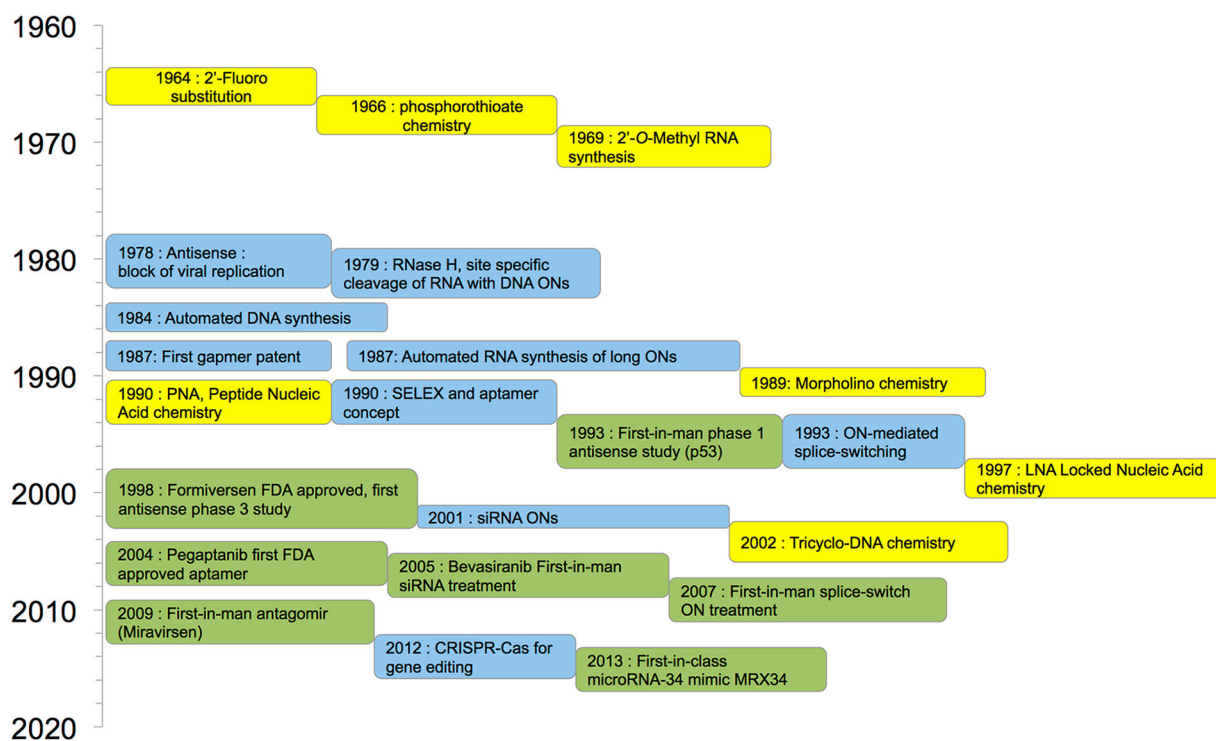 1960
1964 : 2'-Fluoro
substitution
1966 : phosphorothioate
chemistry
1970
1969 : 2'-O-Methyl RNA
synthesis
1980
1978 : Antisense :
block of viral replication
1979 : RNase H, site specific
cleavage of RNA with DNA ONs
1984 : Automated DNA synthesis
1987: First gapmer patent
1987: Automated RNA synthesis of long ONs
1990
1989: Morpholino chemistry
1990 : PNA, Peptide Nucleic
Acid chemistry
1990 : SELEX and aptamer
concept
1993 : First-in-man phase 1
antisense study (p53)
1993 : ON-mediated
splice-switching
1997 : LNA Locked Nucleic Acid
chemistry
2000
1998 : Formiversen FDA approved, first
antisense phase 3 study
2001 : siRNA ONs
2002 : Tricyclo-DNA chemistry
2004 : Pegaptanib first FDA
approved aptamer
2005 : Bevasiranib First-in-man
siRNA treatment
2007 : First-in-man splice-switch
ON treatment
2010
2009 : First-in-man antagomir
(Miravirsen)
2012 : CRISPR-Cas for
gene editing
2013 : First-in-class
microRNA-34 mimic MRX34
2020